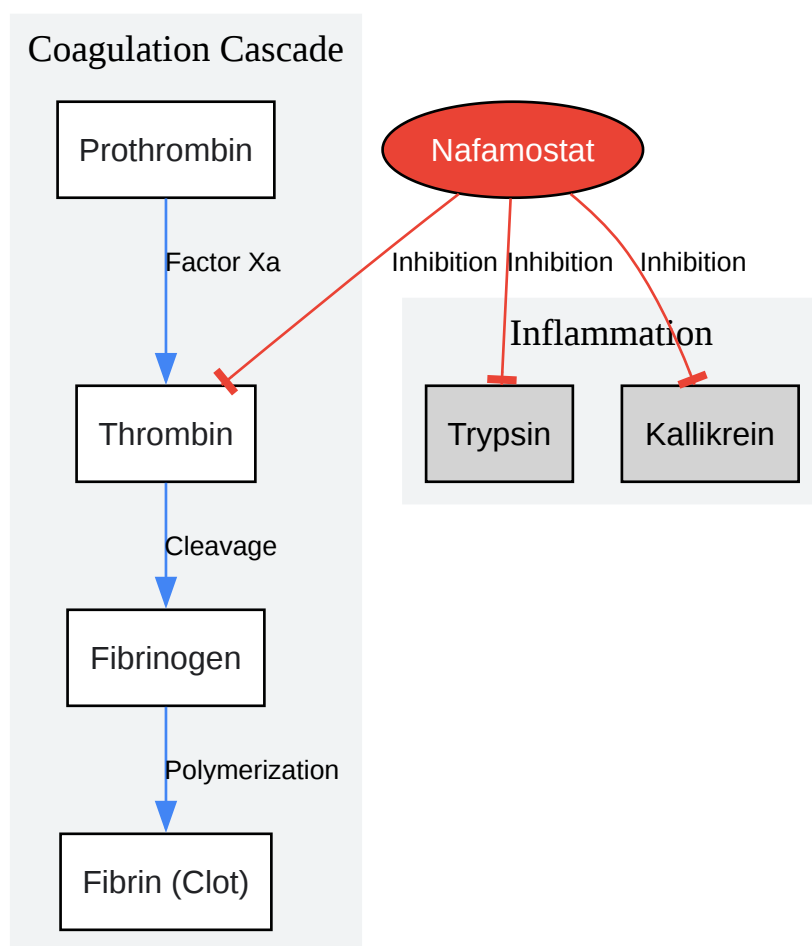 Coagulation Cascade
Prothrombin
Nafamostat
Factor Xa
Inhibition
Inhibition
Inhibition
Inflammation
Thrombin
Trypsin
Kallikrein
Cleavage
Fibrinogen
Polymerization
Fibrin (Clot)